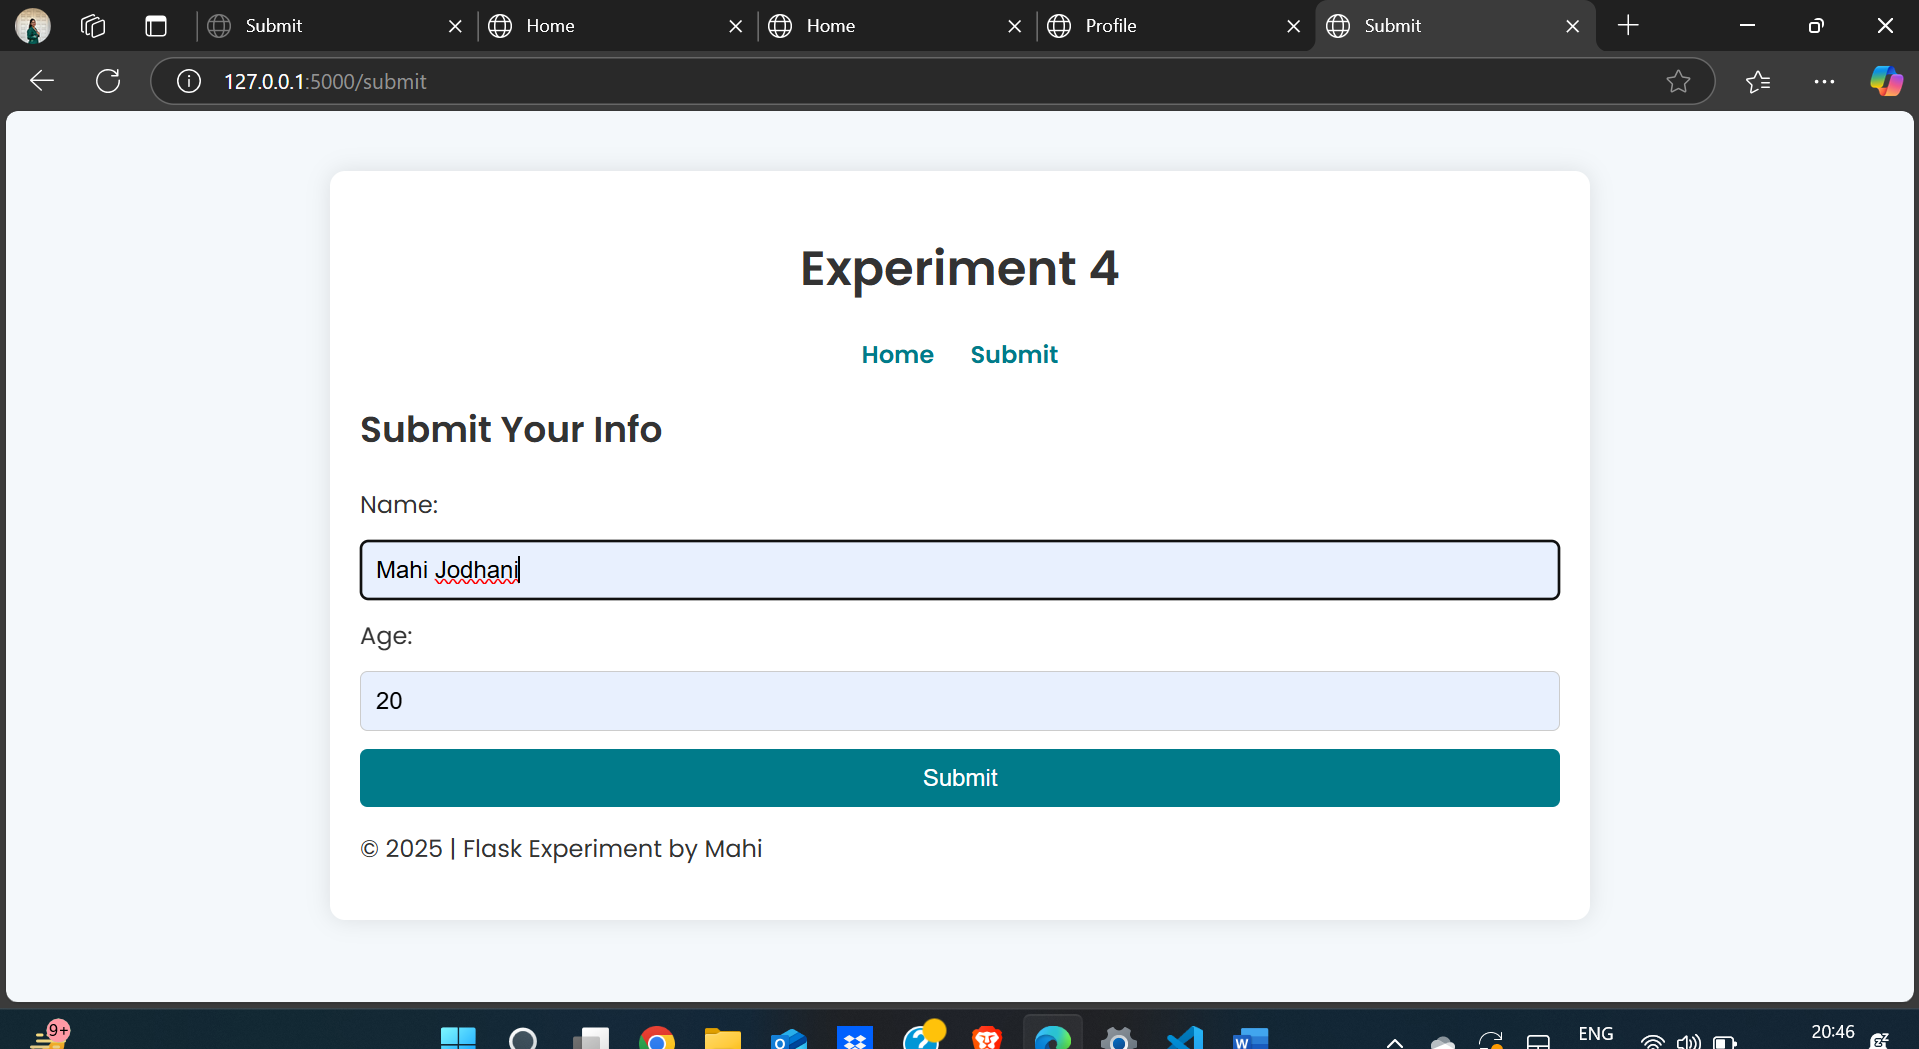 Submit Home Home Profile Submit
127.0.0.1:5000/submit
Experiment 4
Home Submit
Submit Your Info
Name:
Mahi Jodhani
Age:
20
Submit
© 2025 | Flask Experiment by Mahi
9+
ENG
20:46